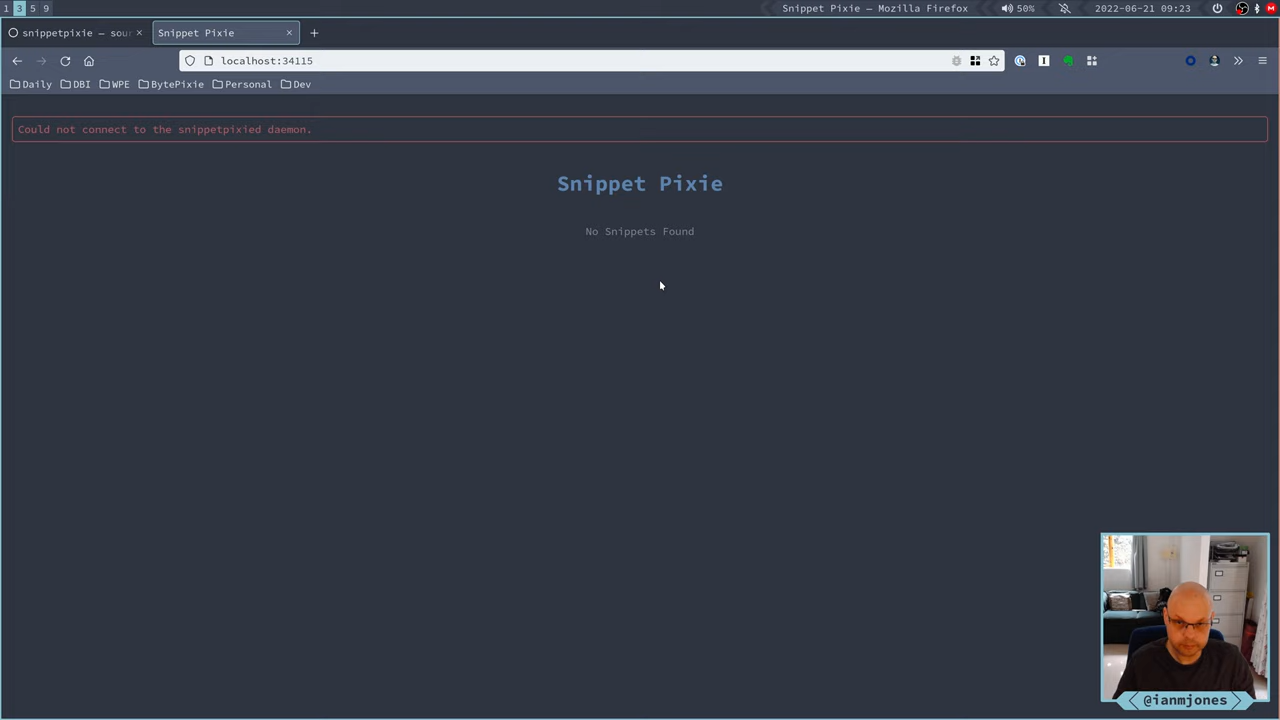 1 3 5 9
Snippet Pixie — Mozilla Firefox
50%
2022-06-21 09:23
M
snippetpixie — sour
Snippet Pixie
localhost:34115
Daily
DBI
WPE
BytePixie
Personal
Dev
Could not connect to the snippetpixied daemon.
Snippet Pixie
No Snippets Found
@ianmjones